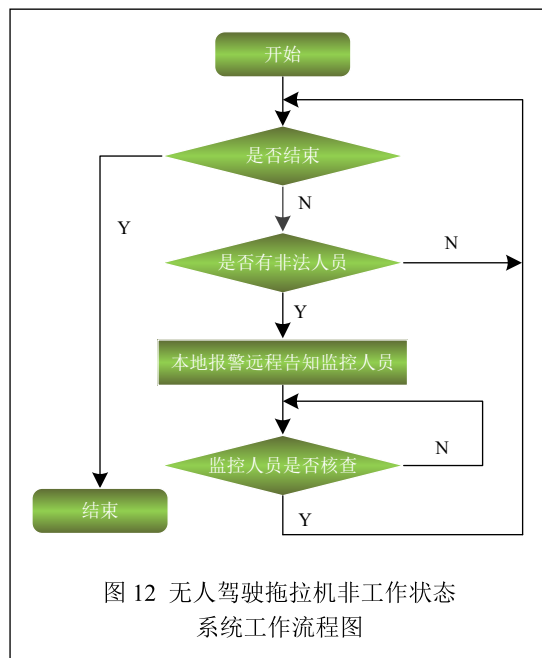 开始
是否结束
N
Y
是否有非法人员
N
Y
本地报警远程告知监控人员
监控人员是否核查
N
结束
Y
图 12 无人驾驶拖拉机非工作状态
系统工作流程图